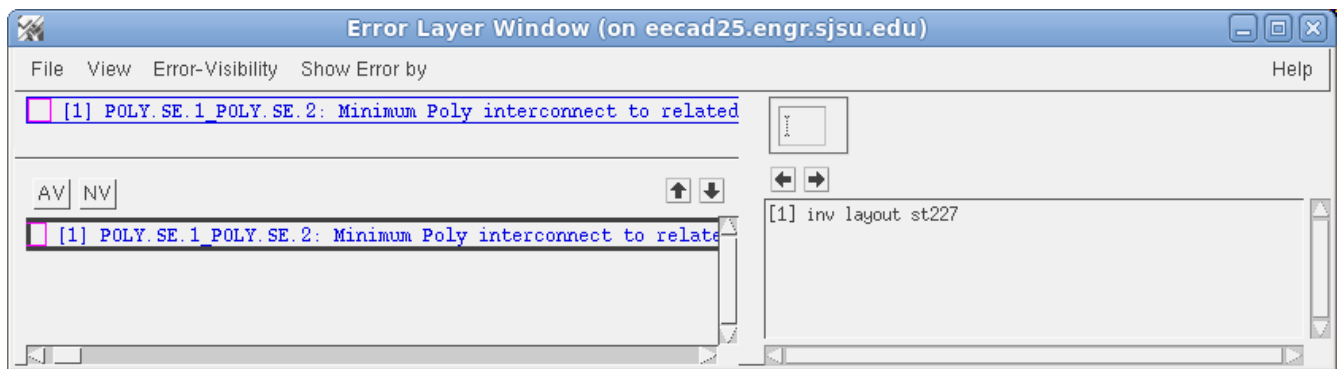 Error Layer Window (on eecad25.engr.sjsu.edu)
File View Error-Visibility Show Error by Help
[1] POLY.SE.1_POLY.SE.2: Minimum Poly interconnect to related
AV NV
[1] POLY.SE.1_POLY.SE.2: Minimum Poly interconnect to relate
[1] inv layout st227